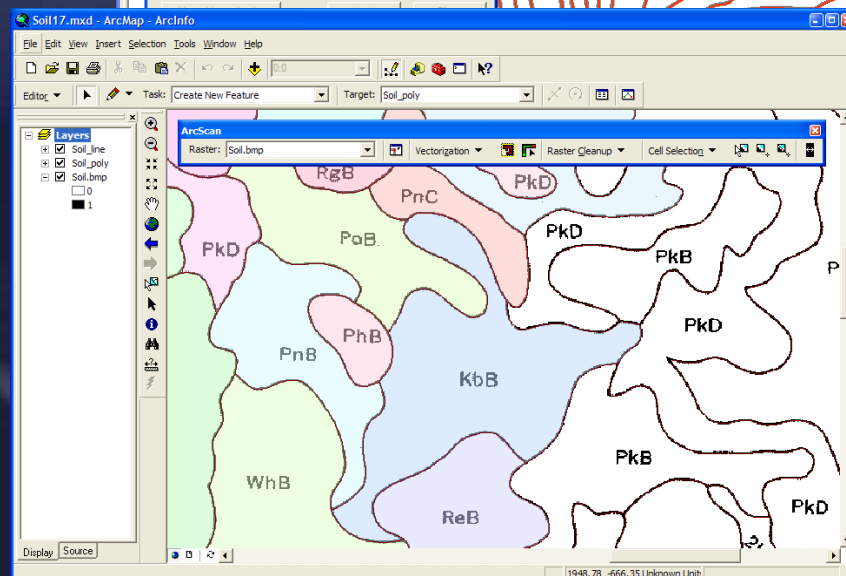 Soil17.mxd - ArcMap - ArcInfo
File Edit View Insert Selection Tools Window Help
0:0
Editor Task: Create New Feature Target: Soil_poly
ArcScan
Raster: Soil.bmp Vectorization Raster Cleanup Cell Selection
Layers
Soil_line
Soil_poly
Soil.bmp
0
1
RgB
PnC
PkD
PkD
PaB
PkD
PkB
P
PhB
PkD
PnB
KbB
PkB
WhB
ReB
PkD
Display Source
1948.78 -666.35 Unknown Units